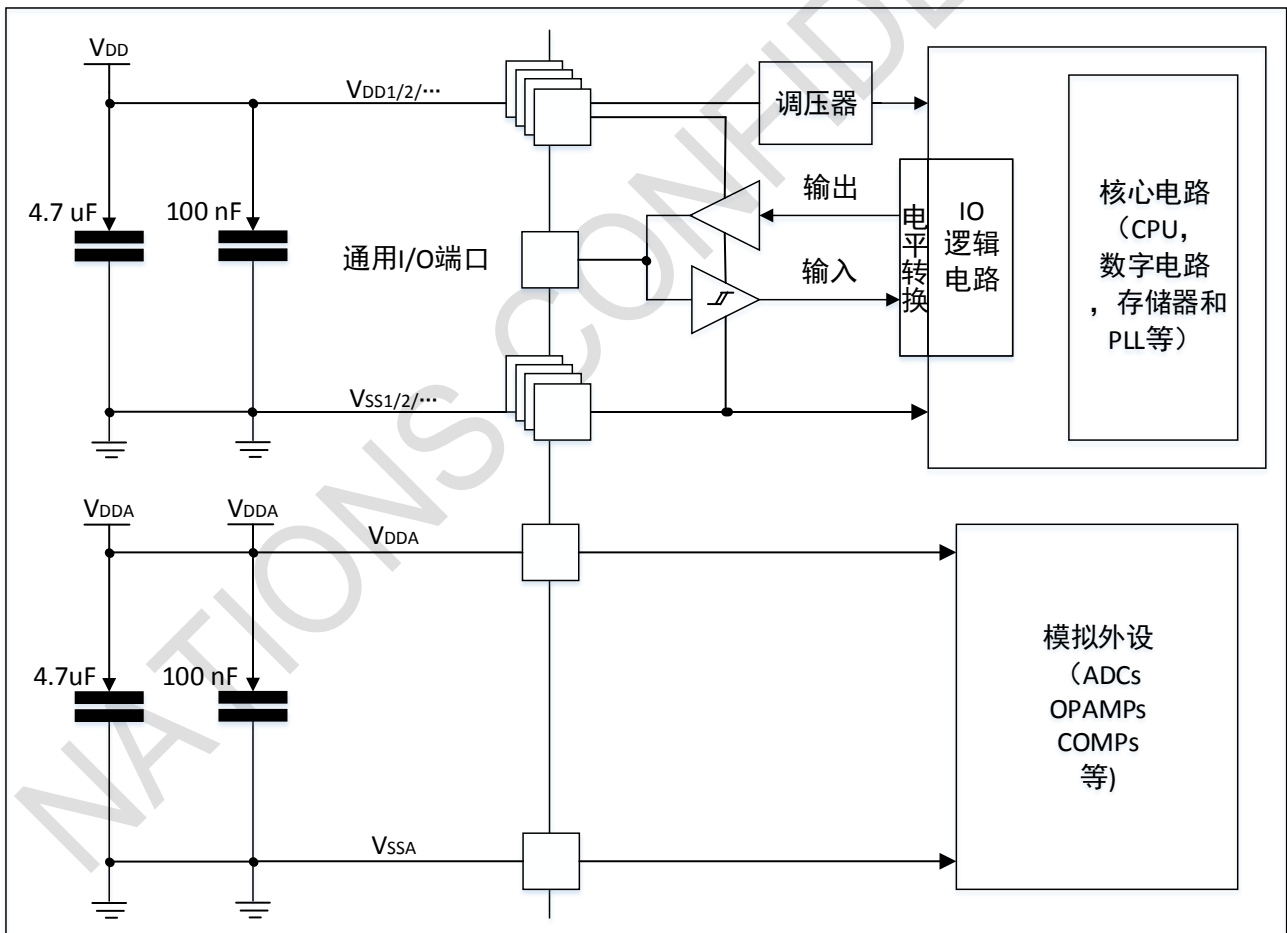 VDD
VDD1/2/···
调压器
4.7 uF
100 nF
通用I/O端口
输出
输入
电平转换
IO
逻辑
电路
核心电路
（CPU，
数字电路
，存储器和
PLL等）
VSS1/2/···
VDDA
VDDA
VDDA
4.7uF
100 nF
模拟外设
（ADCs
OPAMPs
COMPs
等)
VSSA
NATIONS CONFIDE